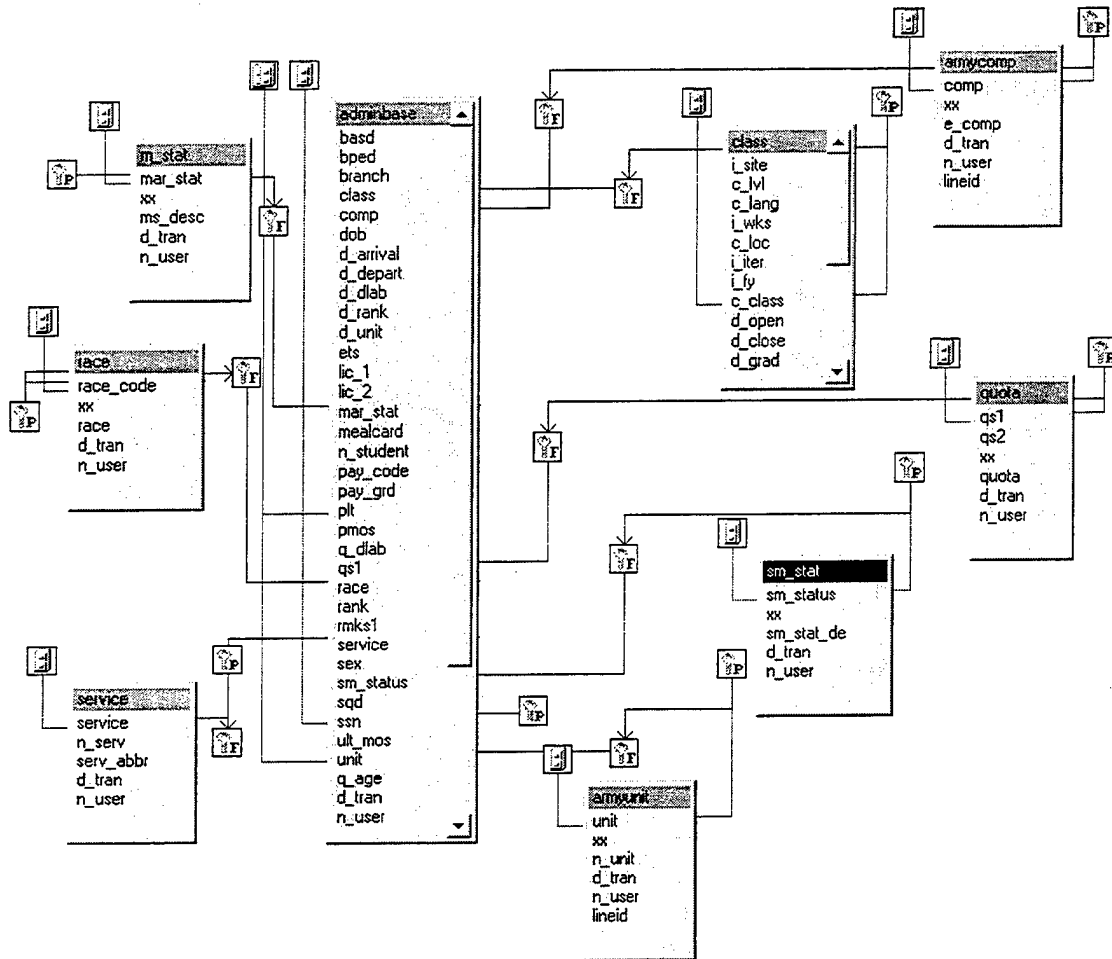 m_stat
mar_stat
xx
ms_desc
d_tran
n_user
race
race_code
xx
race
d_tran
n_user
service
service
n_serv
serv_abbr
d_tran
n_user
adminbase
basd
bped
branch
class
comp
dob
d_arrival
d_depart
d_dlab
d_rank
d_unit
ets
lic_1
lic_2
mar_stat
mealcard
n_student
pay_code
pay_grd
plt
pmos
q_dlab
qs1
race
rank
rmks1
service
sex
sm_status
sqd
ssn
ult_mos
unit
q_age
d_tran
n_user
class
i_site
c_lvl
c_lang
i_wks
c_loc
i_iter
i_fy
c_class
d_open
d_close
d_grad
armycomp
comp
xx
e_comp
d_tran
n_user
lineid
quota
qs1
qs2
xx
quota
d_tran
n_user
sm_stat
sm_status
xx
sm_stat_de
d_tran
n_user
armyunit
unit
xx
n_unit
d_tran
n_user
lineid
P
F
P
F
P
F
F
P
F
P
F
P
F
P
F
P
P
F